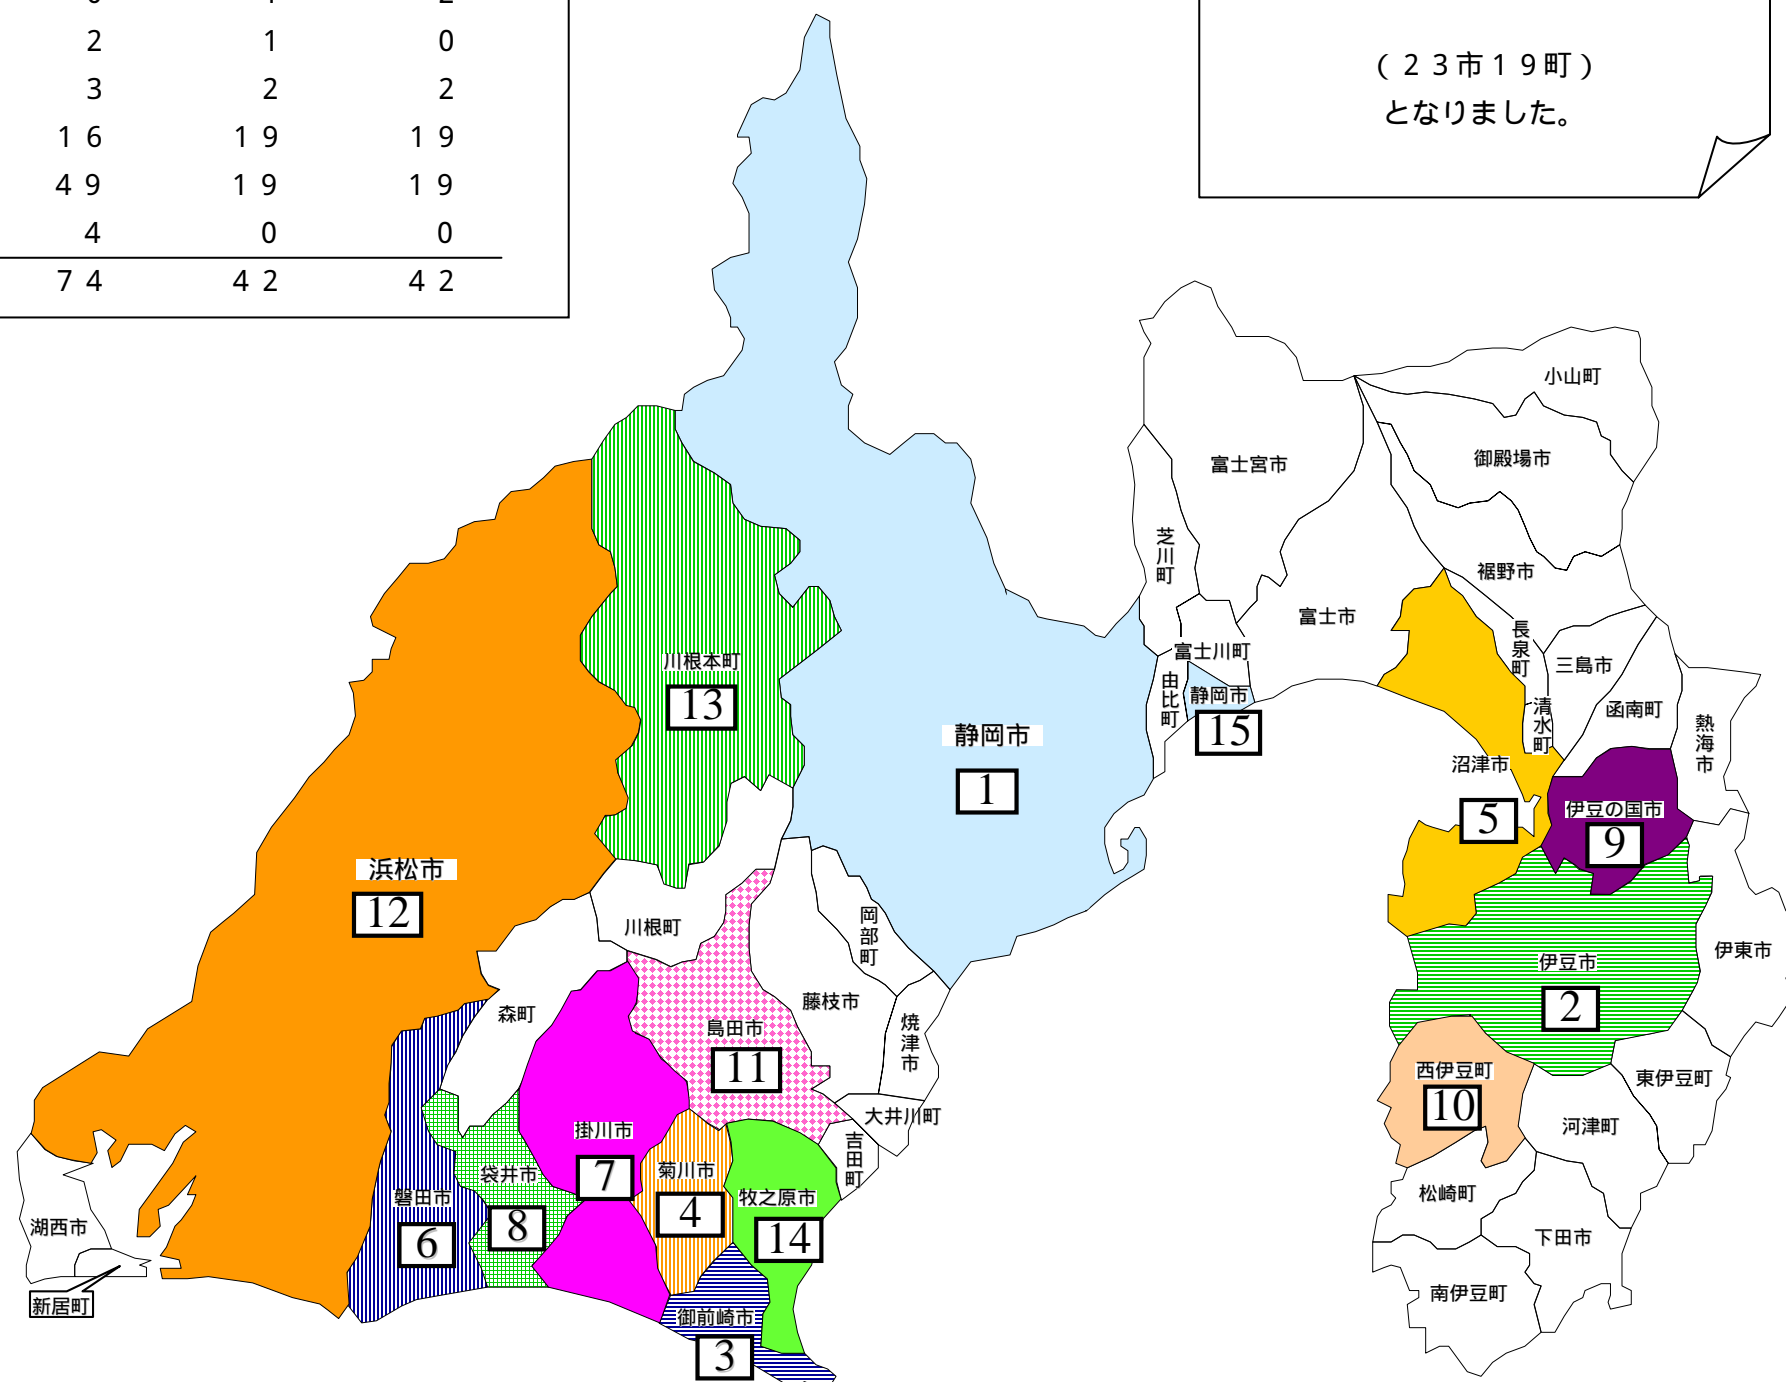 ２ １ ０
３ ２ ２
１６ １９ １９
４９ １９ １９
４ ０ ０
７４ ４２ ４２
（２３市１９町）
となりました。
小山町
御殿場市
富士宮市
芝川町
裾野市
富士市
長泉町
三島市
富士川町
川根本町
13
由比町
静岡市
15
清水町
函南町
熱海市
静岡市
1
沼津市
5
伊豆の国市
9
浜松市
12
川根町
岡部町
伊東市
伊豆市
2
藤枝市
森町
焼津市
島田市
11
西伊豆町
10
東伊豆町
大井川町
河津町
掛川市
7
吉田町
菊川市
4
袋井市
8
磐田市
6
牧之原市
14
松崎町
湖西市
下田市
新居町
南伊豆町
御前崎市
3